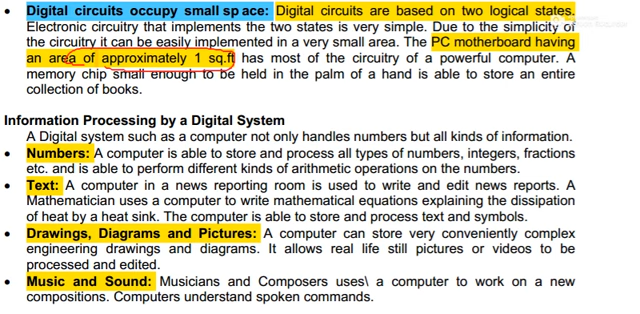 • Digital circuits occupy small space: Digital circuits are based on two logical states.
Electronic circuitry that implements the two states is very simple. Due to the simplicity of
the circuitry it can be easily implemented in a very small area. The PC motherboard having
an area of approximately 1 sq.ft has most of the circuitry of a powerful computer. A
memory chip small enough to be held in the palm of a hand is able to store an entire
collection of books.
Information Processing by a Digital System
A Digital system such as a computer not only handles numbers but all kinds of information.
• Numbers: A computer is able to store and process all types of numbers, integers, fractions
etc. and is able to perform different kinds of arithmetic operations on the numbers.
• Text: A computer in a news reporting room is used to write and edit news reports. A
Mathematician uses a computer to write mathematical equations explaining the dissipation
of heat by a heat sink. The computer is able to store and process text and symbols.
• Drawings, Diagrams and Pictures: A computer can store very conveniently complex
engineering drawings and diagrams. It allows real life still pictures or videos to be
processed and edited.
• Music and Sound: Musicians and Composers uses\ a computer to work on a new
compositions. Computers understand spoken commands.